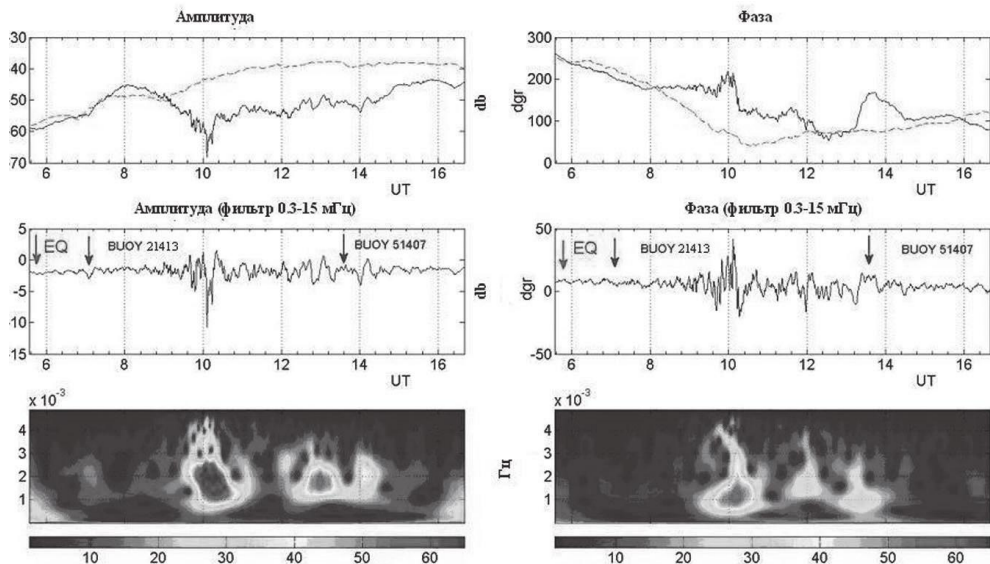 Амплитуда
30
40
50
60
70
6 8 10 12 14 16
UT
db
Фаза
300
200
100
0
dgr
6 8 10 12 14 16
UT
Амплитуда (фильтр 0.3-15 мГц)
5
0
-5
-10
15
EQ BUOY 21413 BUOY 51407
6 8 10 12 14 16
UT
db
Фаза (фильтр 0.3-15 мГц)
50
0
-50
dgr
EQ BUOY 21413 BUOY 51407
6 8 10 12 14 16
UT
x 10⁻³
4
3
2
1
10 20 30 40 50 60
Гц
x 10⁻³
4
3
2
1
10 20 30 40 50 60